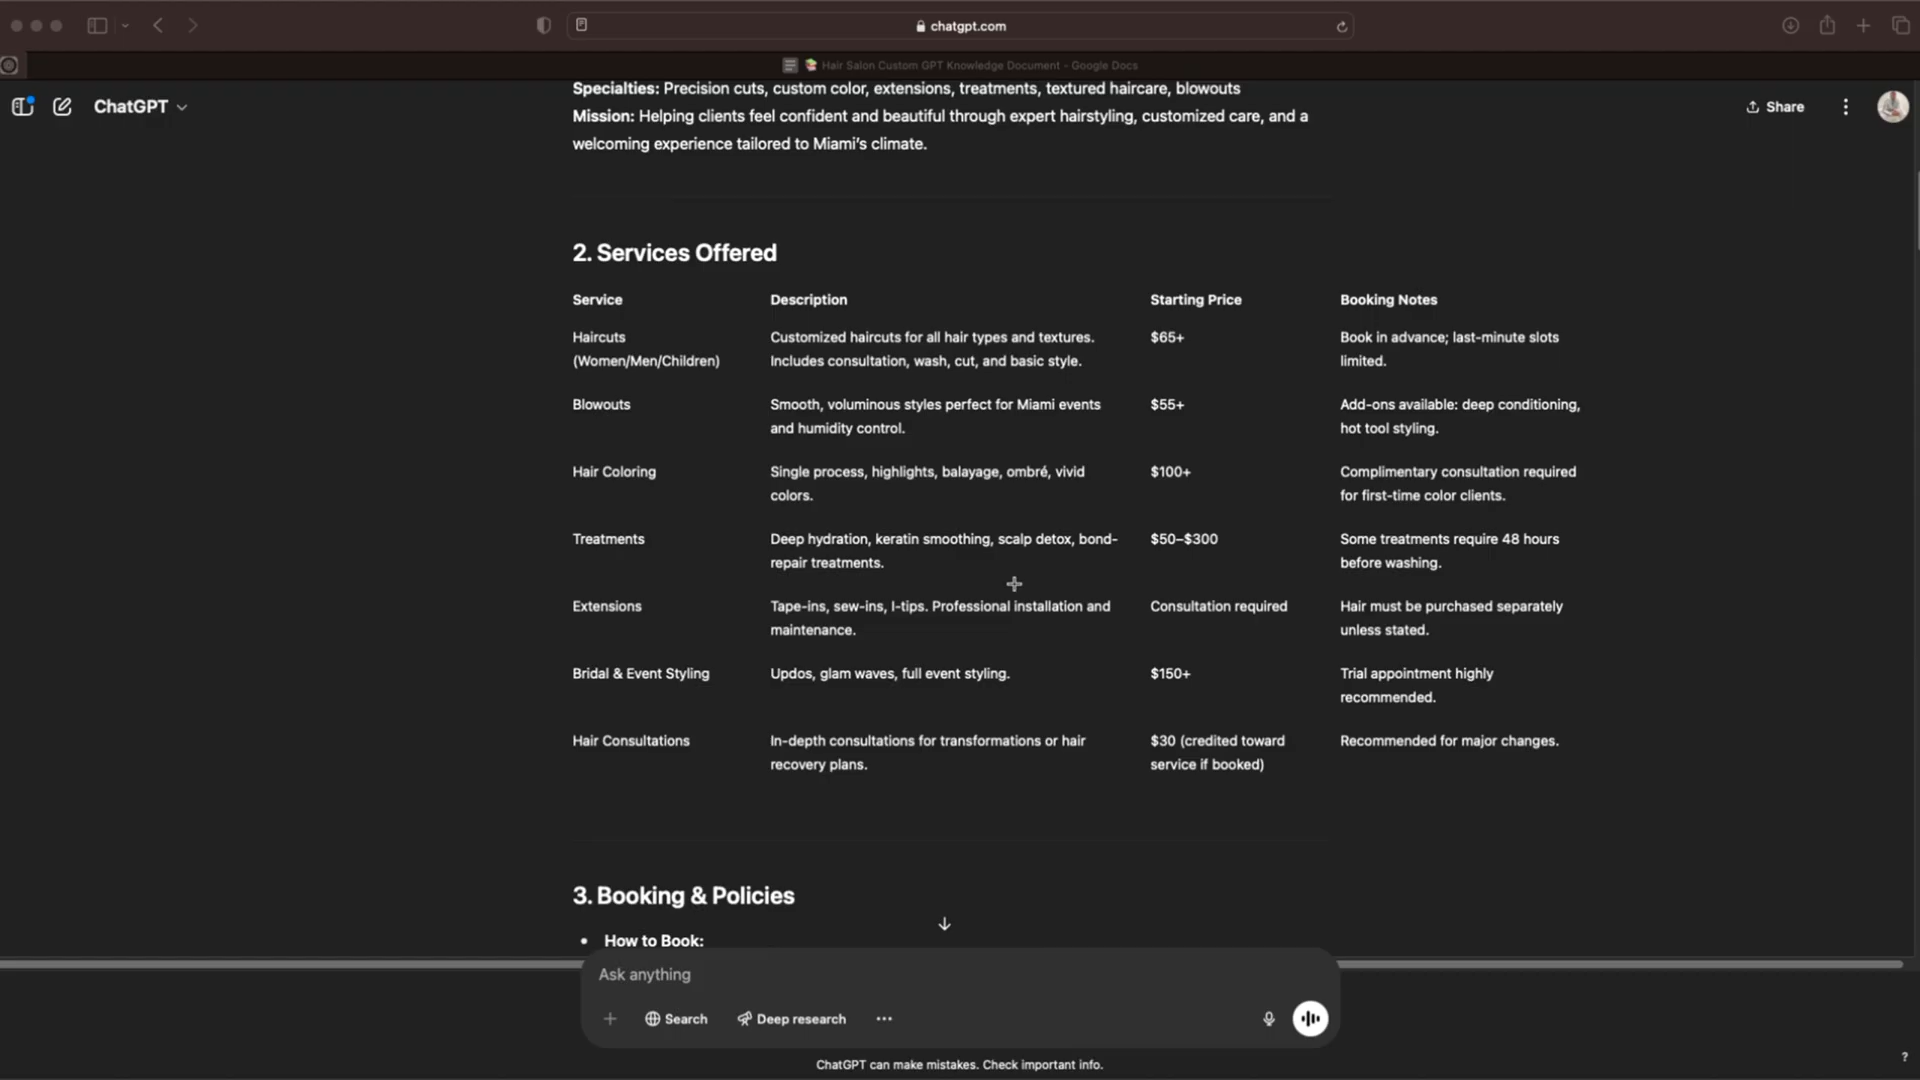 chatgpt.com
Hair Salon Custom GPT Knowledge Document - Google Docs
ChatGPT
Share
Specialties: Precision cuts, custom color, extensions, treatments, textured haircare, blowouts
Mission: Helping clients feel confident and beautiful through expert hairstyling, customized care, and a
welcoming experience tailored to Miami’s climate.
2. Services Offered
Service Description Starting Price Booking Notes
Haircuts Customized haircuts for all hair types and textures. $65+ Book in advance; last-minute slots
(Women/Men/Children) Includes consultation, wash, cut, and basic style. limited.
Blowouts Smooth, voluminous styles perfect for Miami events $55+ Add-ons available: deep conditioning,
and humidity control. hot tool styling.
Hair Coloring Single process, highlights, balayage, ombré, vivid $100+ Complimentary consultation required
colors. for first-time color clients.
Treatments Deep hydration, keratin smoothing, scalp detox, bond- $50–$300 Some treatments require 48 hours
repair treatments. before washing.
Extensions Tape-ins, sew-ins, I-tips. Professional installation and Consultation required Hair must be purchased separately
maintenance. unless stated.
Bridal & Event Styling Updos, glam waves, full event styling. $150+ Trial appointment highly
recommended.
Hair Consultations In-depth consultations for transformations or hair $30 (credited toward Recommended for major changes.
recovery plans. service if booked)
3. Booking & Policies
• How to Book:
Ask anything
Search Deep research
ChatGPT can make mistakes. Check important info.
?